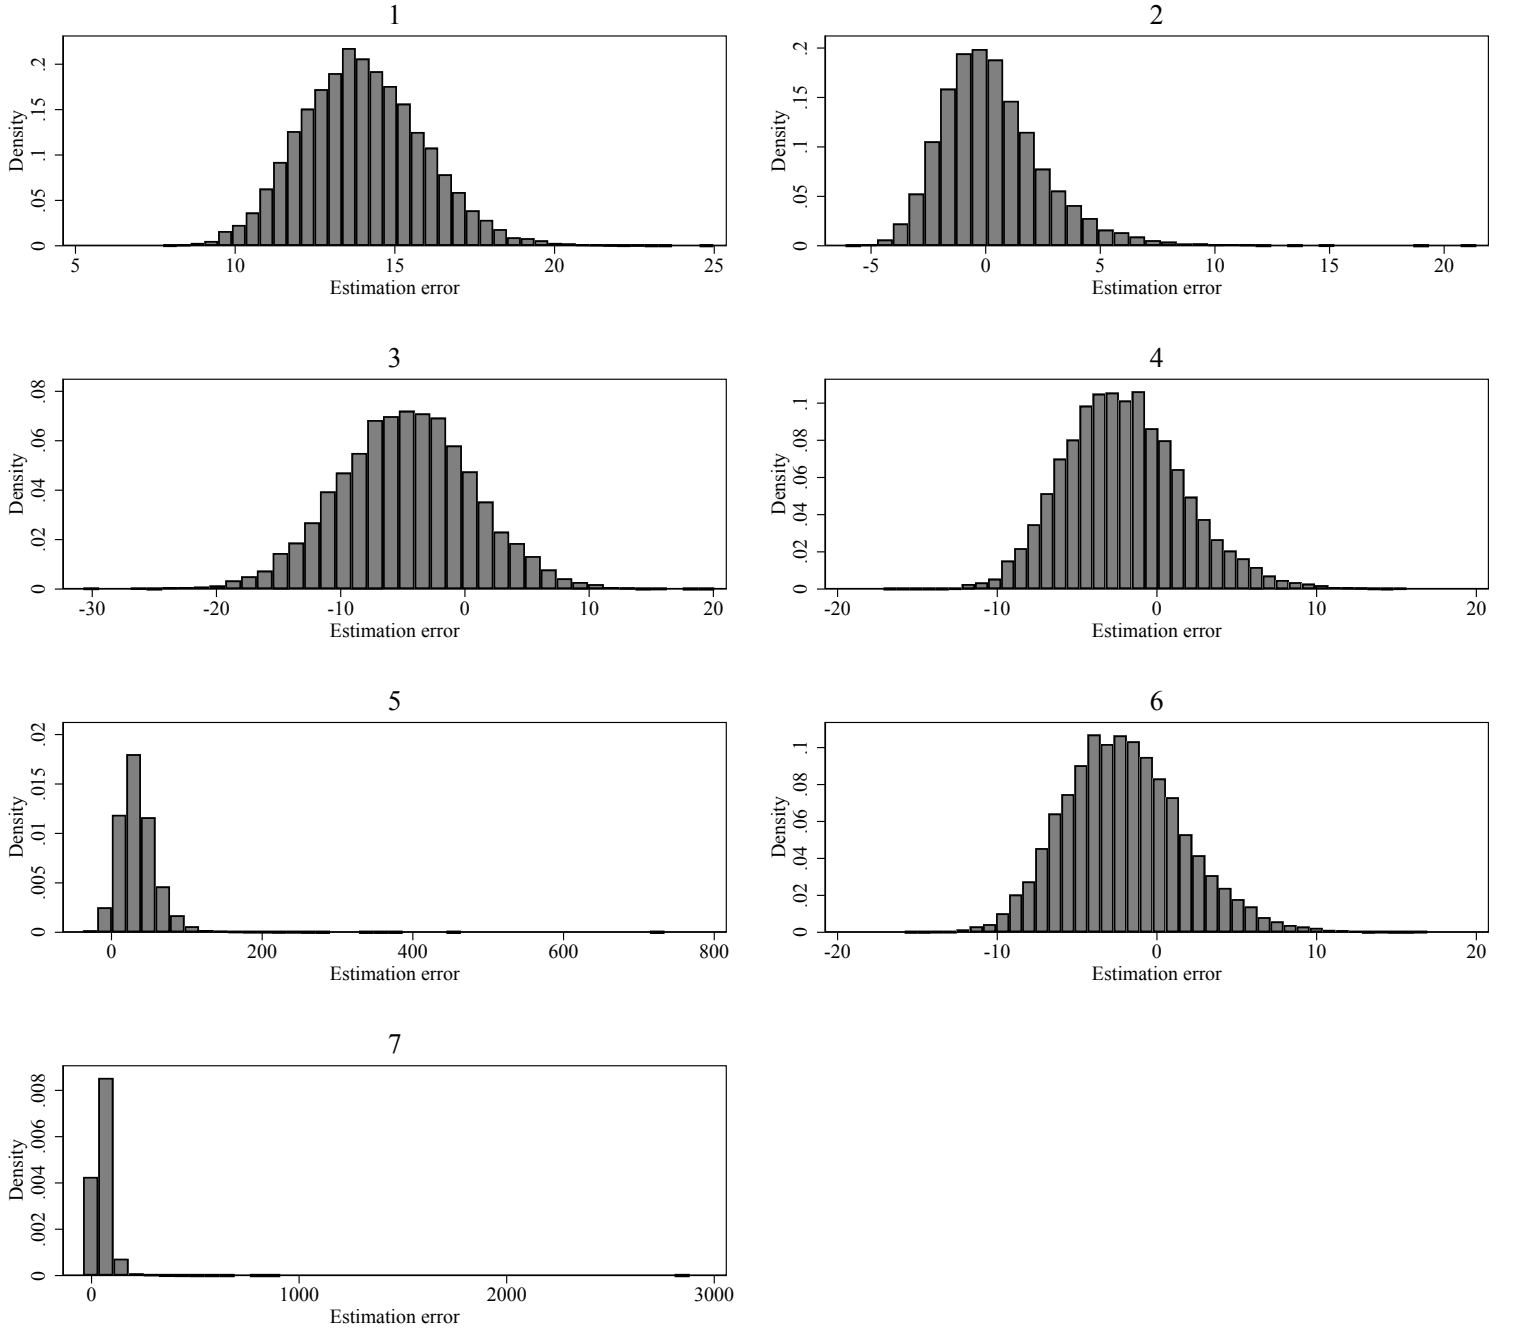 1
Density
0 .05 .1 .15 .2
5 10 15 20 25
Estimation error
2
Density
0 .05 .1 .15 .2
-5 0 5 10 15 20
Estimation error
3
Density
0 .02 .04 .06 .08
-30 -20 -10 0 10 20
Estimation error
4
Density
0 .02 .04 .06 .08 .1
-20 -10 0 10 20
Estimation error
5
Density
0 .005 .01 .015 .02
0 200 400 600 800
Estimation error
6
Density
0 .02 .04 .06 .08 .1
-20 -10 0 10 20
Estimation error
7
Density
0 .002 .004 .006 .008
0 1000 2000 3000
Estimation error